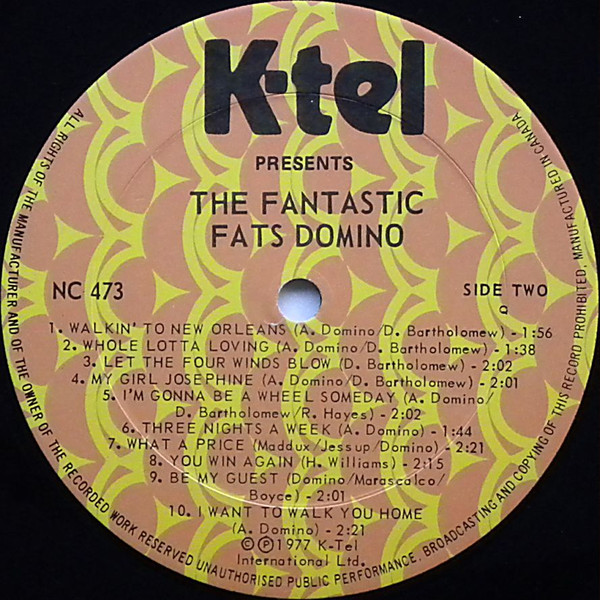 K-tel
PRESENTS
THE FANTASTIC
FATS DOMINO
NC 473
SIDE TWO
1. WALKIN' TO NEW ORLEANS (A. Domino/D. Bartholomew) - 1:56
2. WHOLE LOTTA LOVING (A. Domino/D. Bartholomew) - 1:38
3. LET THE FOUR WINDS BLOW (D. Bartholomew) - 2:02
4. MY GIRL JOSEPHINE (A. Domino/D. Bartholomew) - 2:01
5. I'M GONNA BE A WHEEL SOMEDAY (A. Domino/
D. Bartholomew/R. Hayes) - 2:02
6. THREE NIGHTS A WEEK (A. Domino) - 1:44
7. WHAT A PRICE (Maddux/Jessup/Domino) - 2:21
8. YOU WIN AGAIN (H. Williams) - 2:15
9. BE MY GUEST (Domino/Marascalco/
Boyce) - 2:01
10. I WANT TO WALK YOU HOME
(A. Domino) - 2:21
© ℗ 1977 K-Tel
International Ltd.
ALL RIGHTS OF THE MANUFACTURER AND OF THE OWNER OF THE RECORDED WORK RESERVED UNAUTHORISED PUBLIC PERFORMANCE, BROADCASTING AND COPYING OF THIS RECORD PROHIBITED, MANUFACTURED IN CANADA